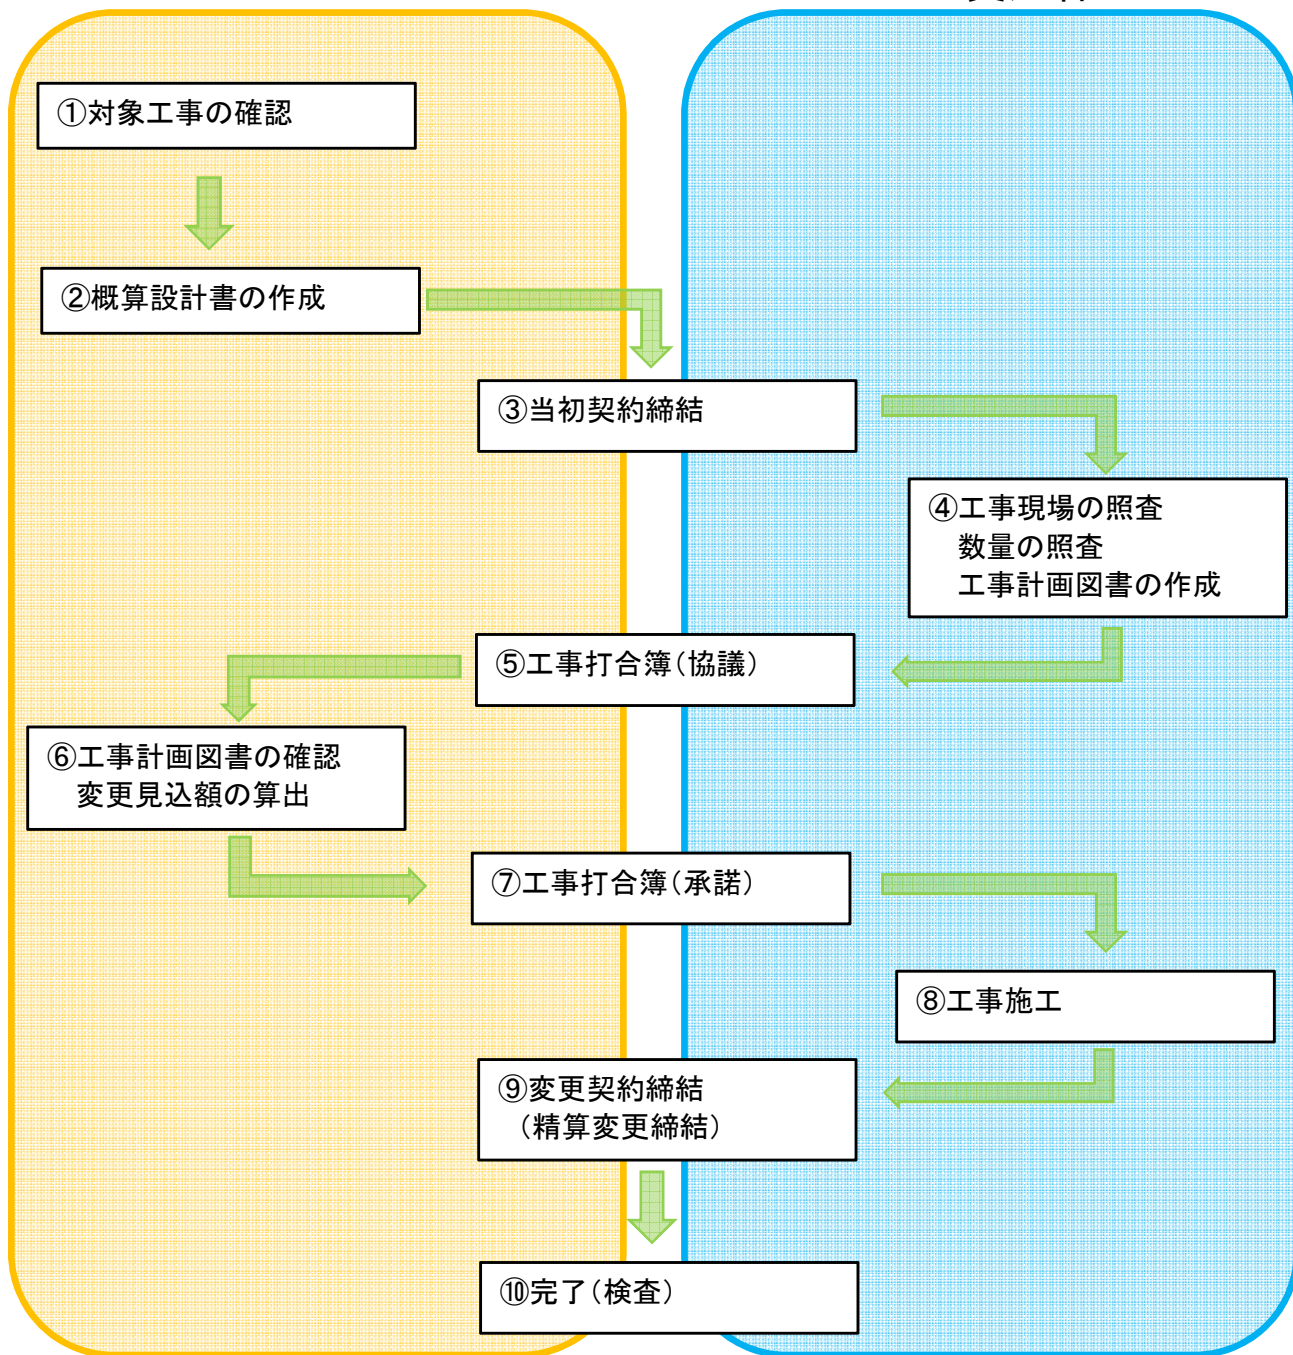 ①対象工事の確認
②概算設計書の作成
③当初契約締結
④工事現場の照査
数量の照査
工事計画図書の作成
⑤工事打合簿(協議)
⑥工事計画図書の確認
変更見込額の算出
⑦工事打合簿(承諾)
⑧工事施工
⑨変更契約締結
(精算変更締結)
⑩完了(検査)